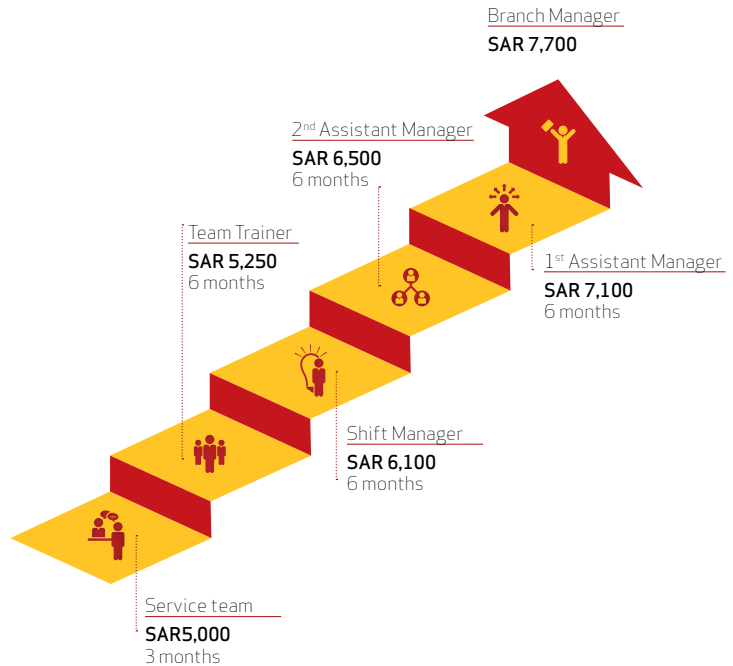 Branch Manager
SAR 7,700
2nd Assistant Manager
SAR 6,500
6 months
Team Trainer
SAR 5,250
6 months
1st Assistant Manager
SAR 7,100
6 months
Shift Manager
SAR 6,100
6 months
Service team
SAR5,000
3 months